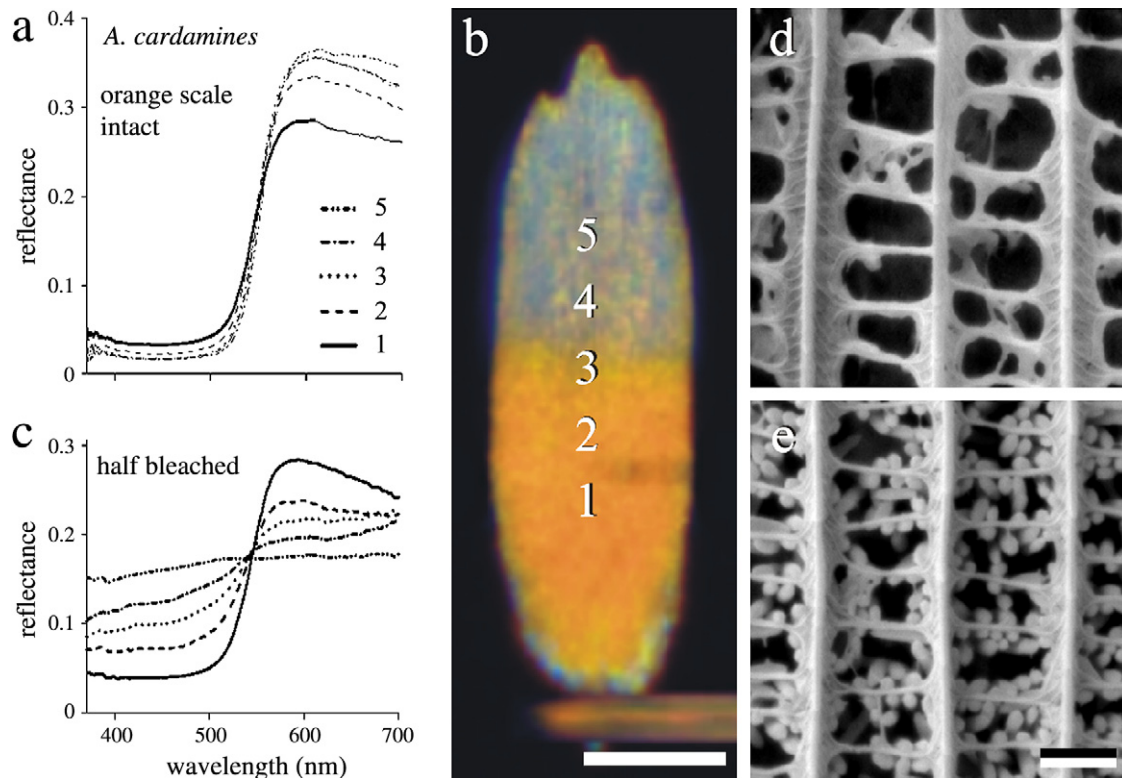 a
A. cardamines
orange scale
intact
reflectance
0.4
0.3
0.2
0.1
0
5
4
3
2
1
c
half bleached
reflectance
0.3
0.2
0.1
0
400
500
600
700
wavelength (nm)
b
5
4
3
2
1
d
e